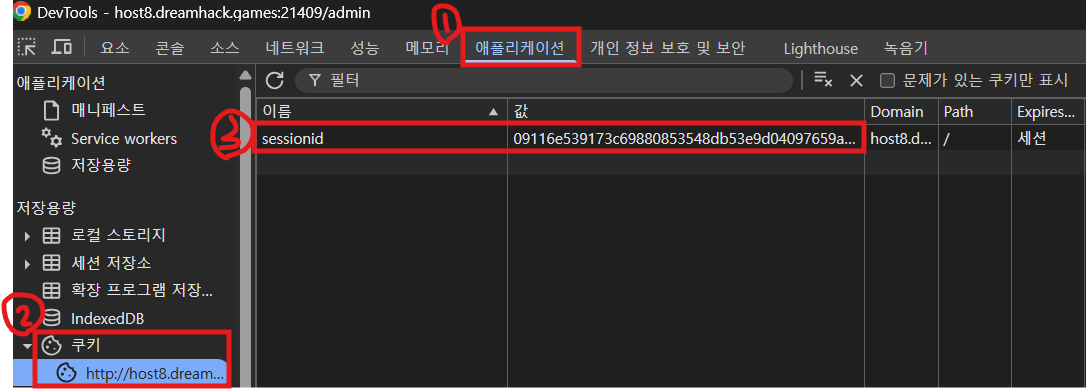 DevTools - host8.dreamhack.games:21409/admin
1
요소 콘솔 소스 네트워크 성능 메모리 애플리케이션 개인 정보 보호 및 보안 Lighthouse 녹음기
애플리케이션
매니페스트
Service workers
저장용량
저장용량
로컬 스토리지
세션 저장소
확장 프로그램 저장...
2
IndexedDB
쿠키
http://host8.dream...
필터 문제가 있는 쿠키만 표시
이름 값 Domain Path Expires...
3
sessionid 09116e539173c69880853548db53e9d04097659a... host8.d... / 세션